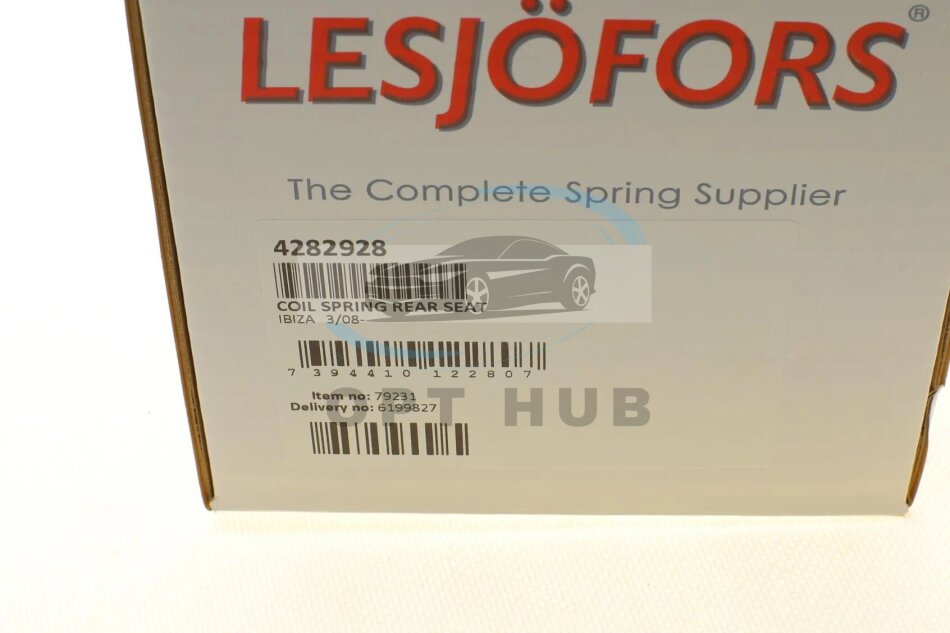 LESJÖFORS®
The Complete Spring Supplier
4282928
COIL SPRING REAR SEAT
IBIZA 3/08-
7 394410 122807
Item no: 79231
Delivery no: 6199827
OPT HUB